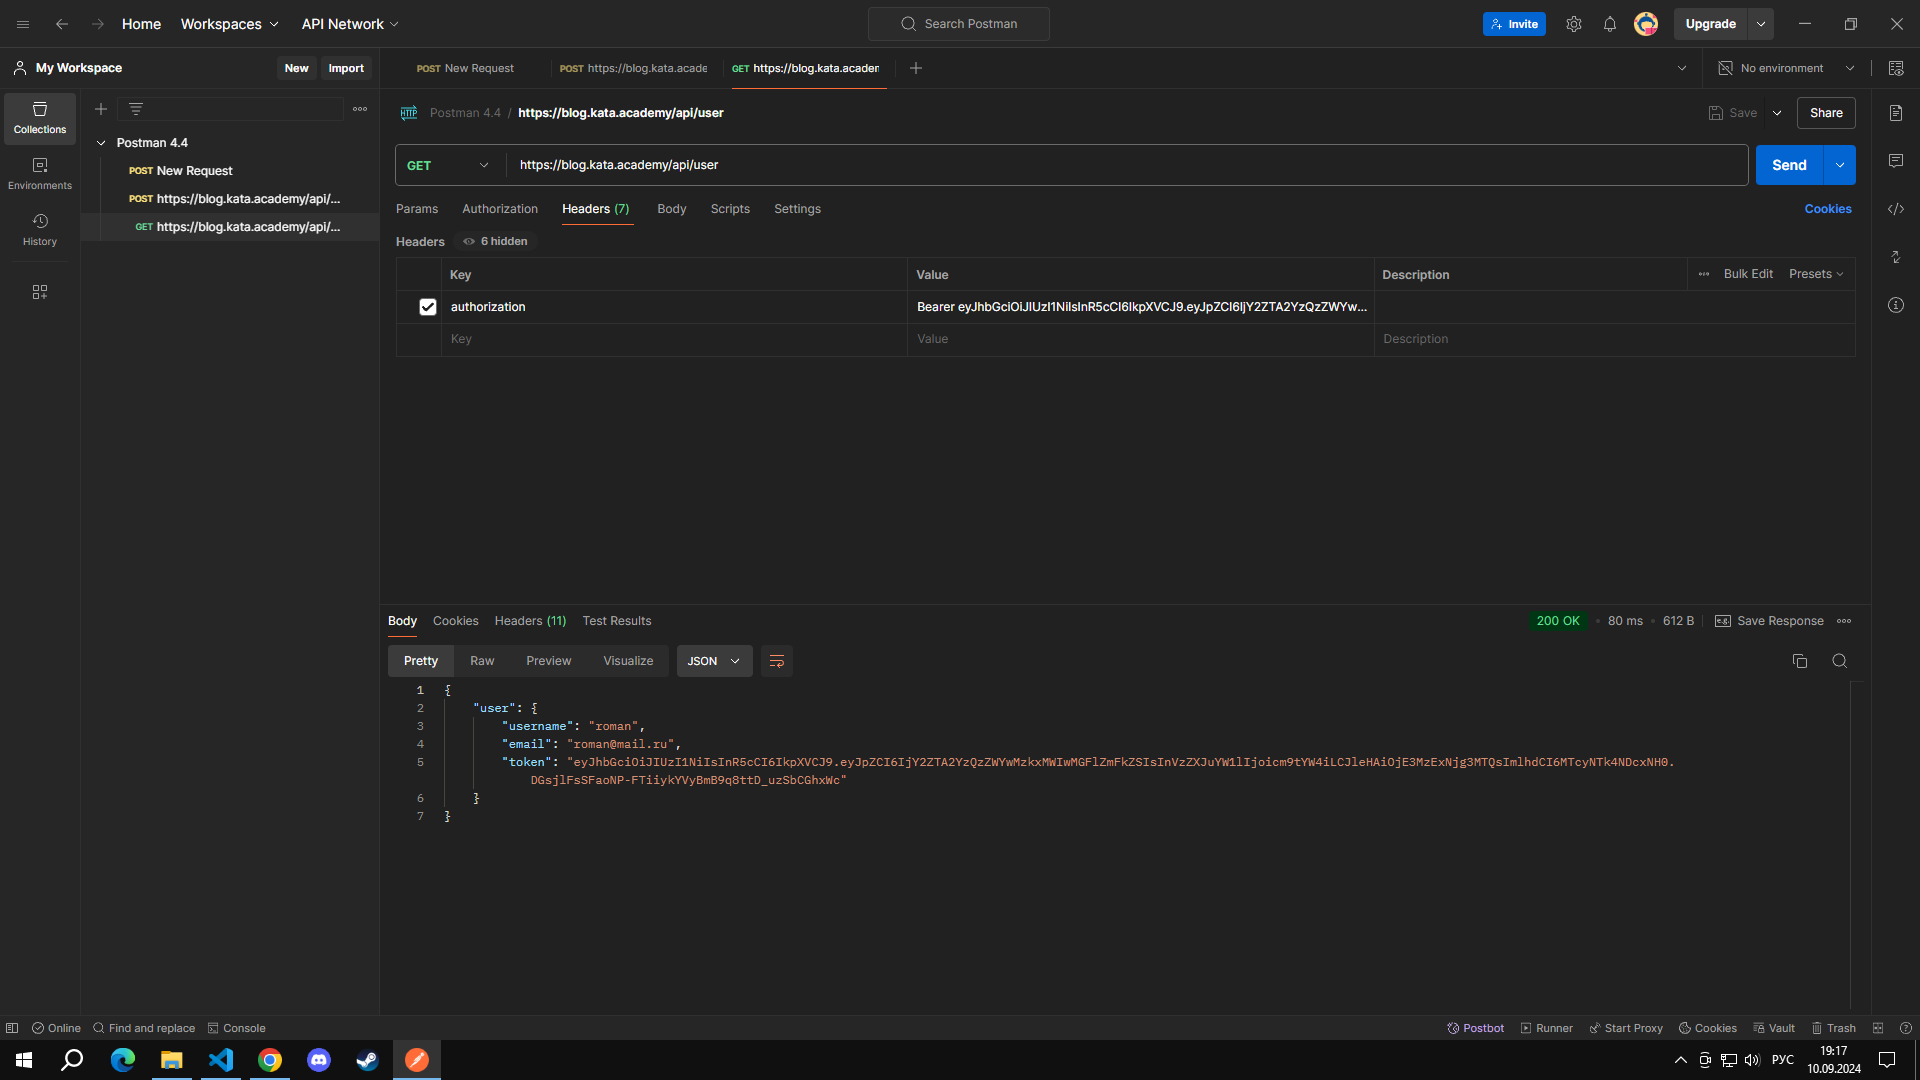 Home Workspaces API Network Search Postman Invite Upgrade
My Workspace New Import
POST New Request POST https://blog.kata.acade GET https://blog.kata.academ No environment
Collections
Environments
History
Postman 4.4
POST New Request
POST https://blog.kata.academy/api/...
GET https://blog.kata.academy/api/...
HTTP Postman 4.4 / https://blog.kata.academy/api/user Save Share
GET https://blog.kata.academy/api/user Send
Params Authorization Headers (7) Body Scripts Settings Cookies
Headers 6 hidden
Key Value Description Bulk Edit Presets
authorization Bearer eyJhbGciOiJIUzI1NiIsInR5cCI6IkpXVCJ9.eyJpZCI6IjY2ZTA2YzQzZWYw...
Key Value Description
Body Cookies Headers (11) Test Results 200 OK 80 ms 612 B Save Response
Pretty Raw Preview Visualize JSON
1 {
2 "user": {
3 "username": "roman",
4 "email": "roman@mail.ru",
5 "token": "eyJhbGciOiJIUzI1NiIsInR5cCI6IkpXVCJ9.eyJpZCI6IjY2ZTA2YzQzZWYwMzkxMWIwMGFlZmFkZSIsInVzZXJuYW1lIjoicm9tYW4iLCJleHAiOjE3MzExNjg3MTQsImlhdCI6MTcyNTk4NDcxNH0.
DGsjlFsSFaoNP-FTiiykYVyBmB9q8ttD_uzSbCGhxWc"
6 }
7 }
Online Find and replace Console Postbot Runner Start Proxy Cookies Vault Trash
РУС 19:17
10.09.2024